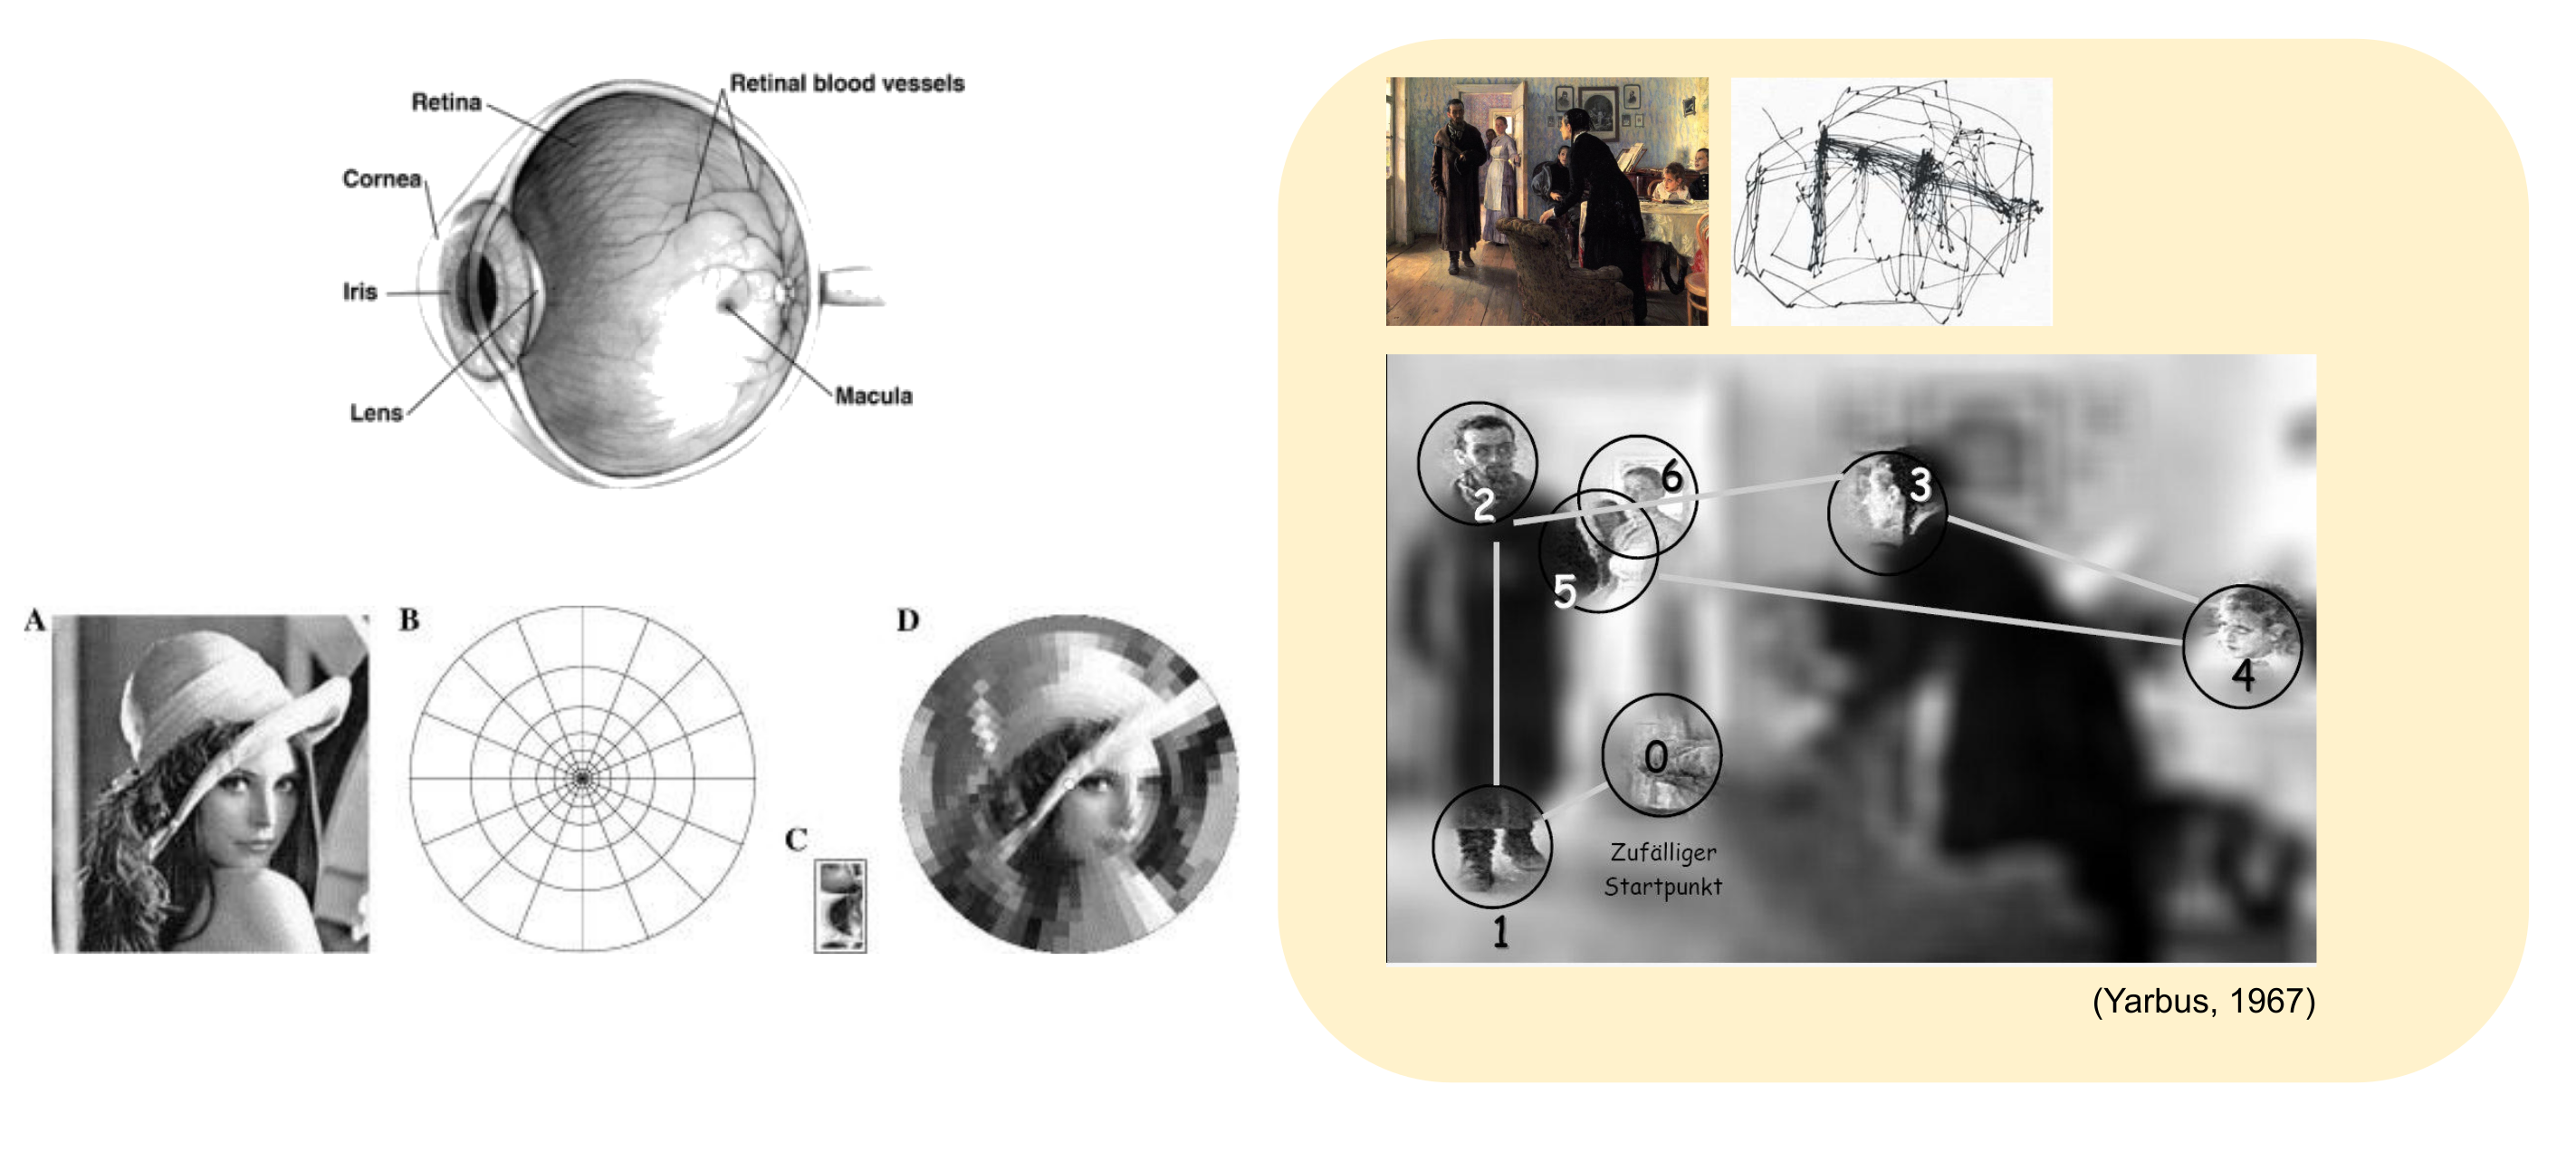 Retinal blood vessels
Retina
Cornea
Iris
Lens
Macula
A
B
C
D
2
6
3
5
4
0
Zufälliger
Startpunkt
1
(Yarbus, 1967)